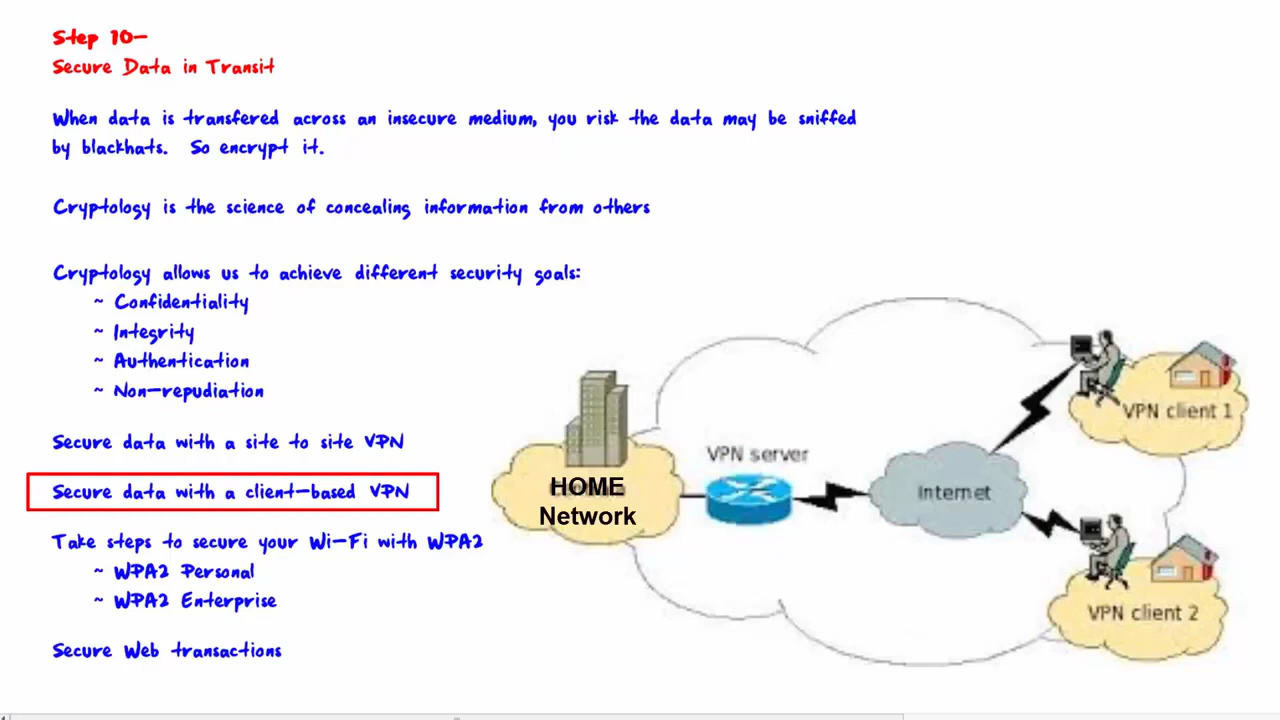 Step 10-
Secure Data in Transit
When data is transfered across an insecure medium, you risk the data may be sniffed
by blackhats. So encrypt it.
Cryptology is the science of concealing information from others
Cryptology allows us to achieve different security goals:
~ Confidentiality
~ Integrity
~ Authentication
~ Non-repudiation
Secure data with a site to site VPN
Secure data with a client-based VPN
Take steps to secure your Wi-Fi with WPA2
~ WPA2 Personal
~ WPA2 Enterprise
Secure Web transactions
HOME
Network
VPN server
Internet
VPN client 1
VPN client 2